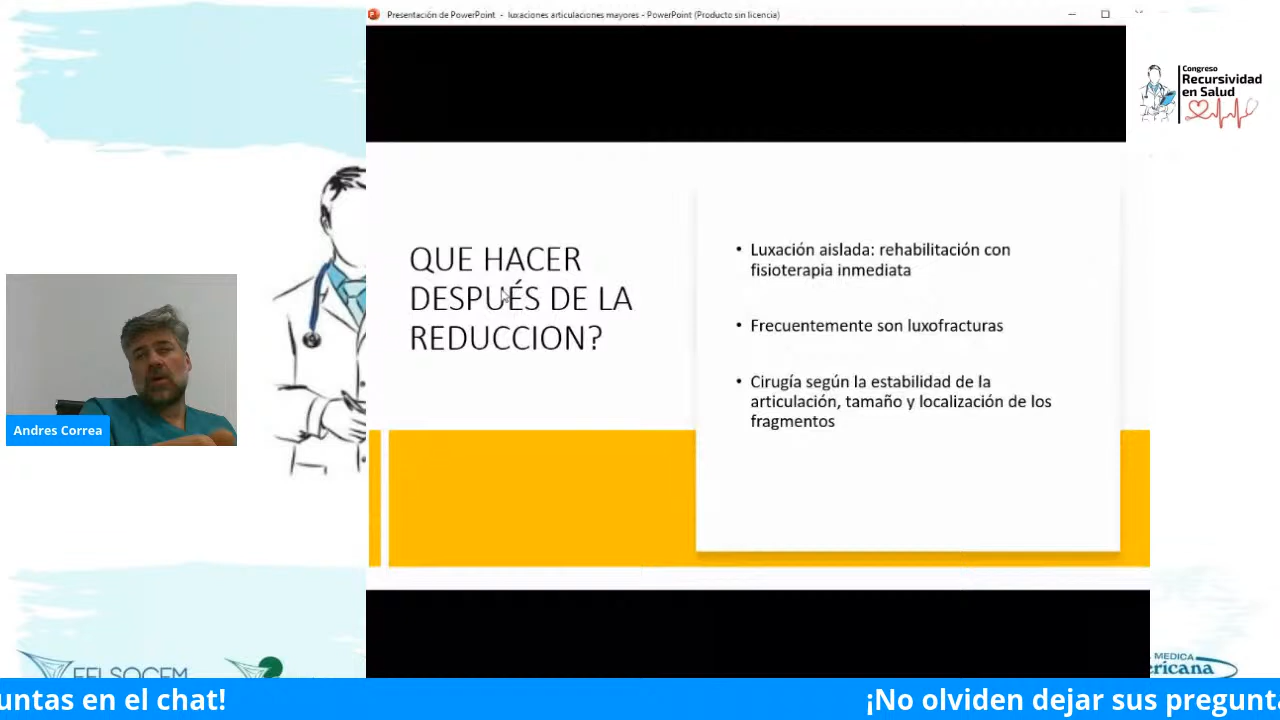 Presentación de PowerPoint - luxaciones articulaciones mayores - PowerPoint (Producto sin licencia)
Congreso
Recursividad
en Salud
QUE HACER
DESPUÉS DE LA
REDUCCION?
• Luxación aislada: rehabilitación con
fisioterapia inmediata
• Frecuentemente son luxofracturas
• Cirugía según la estabilidad de la
articulación, tamaño y localización de los
fragmentos
Andres Correa
MEDICA
ericana
untas en el chat!
¡No olviden dejar sus pregunta